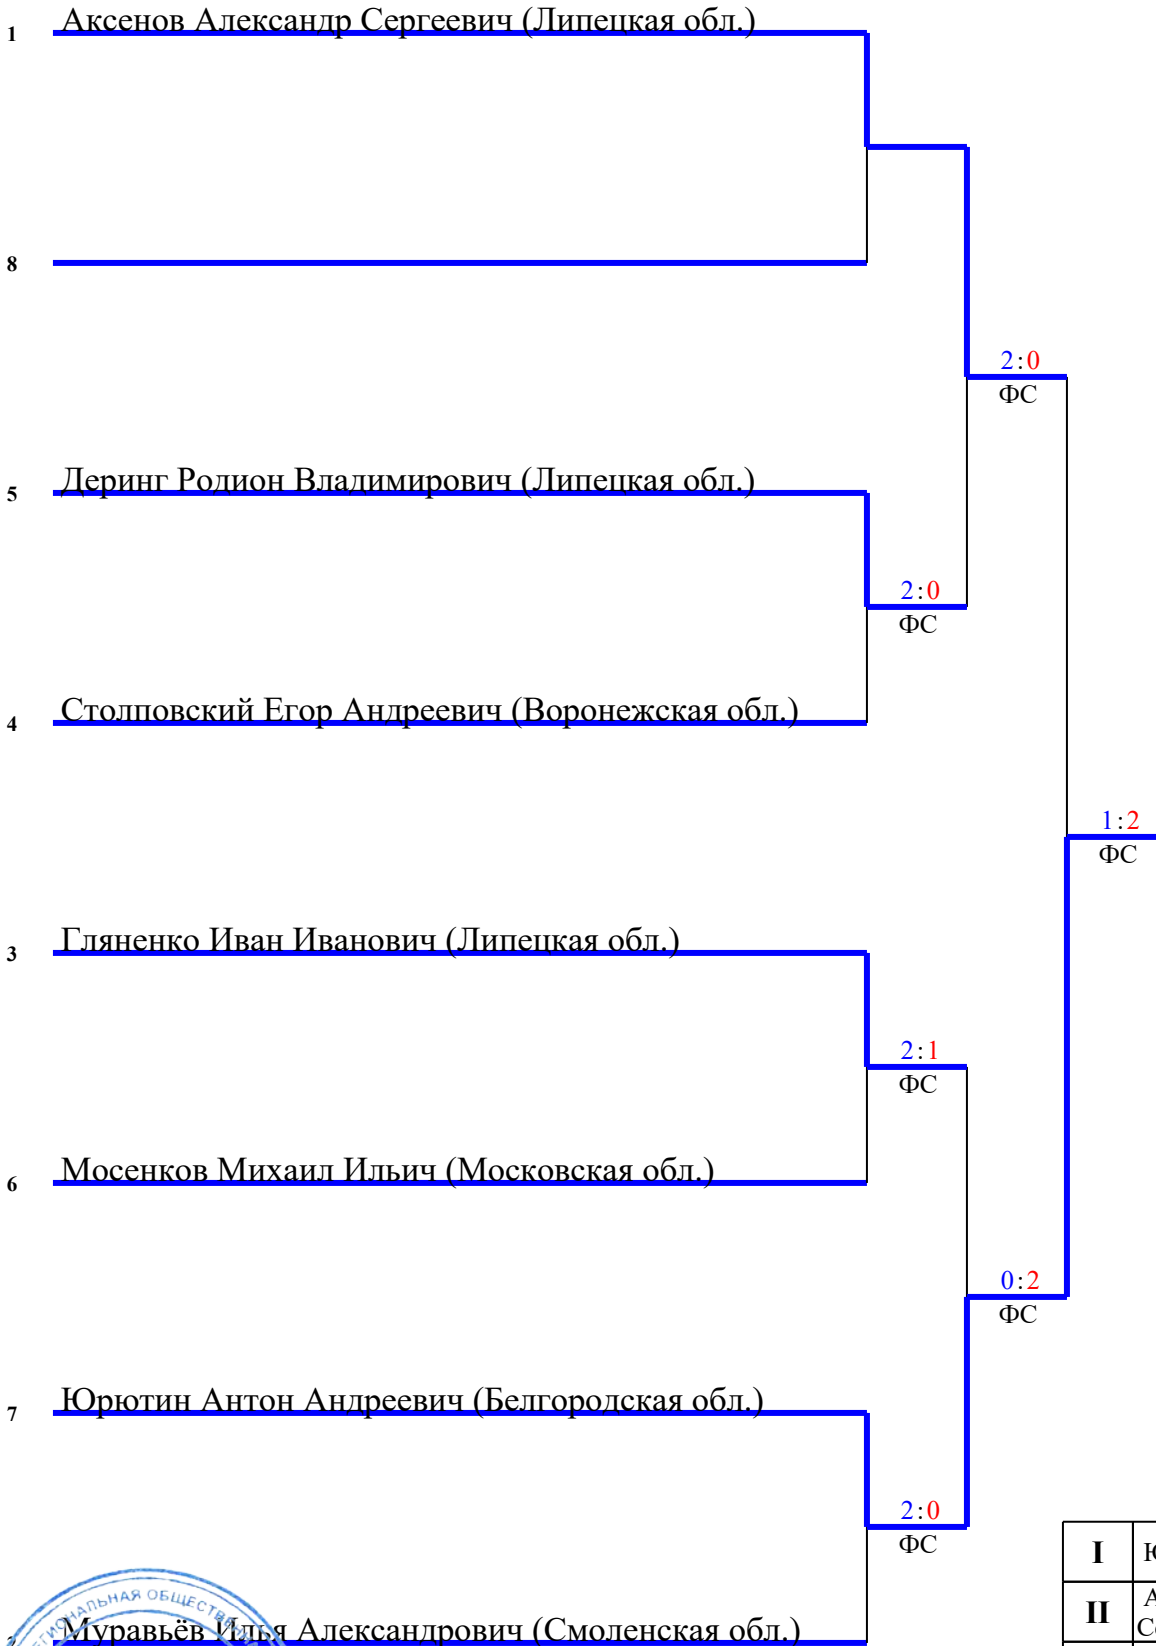 1 Аксенов Александр Сергеевич (Липецкая обл.)
8
2:0
ФС
5 Деринг Родион Владимирович (Липецкая обл.)
2:0
ФС
4 Столповский Егор Андреевич (Воронежская обл.)
1:2
ФС
3 Гляненко Иван Иванович (Липецкая обл.)
2:1
ФС
6 Мосенков Михаил Ильич (Московская обл.)
0:2
ФС
7 Юрютин Антон Андреевич (Белгородская обл.)
2:0
ФС
I
II
Муравьёв Илья Александрович (Смоленская обл.)